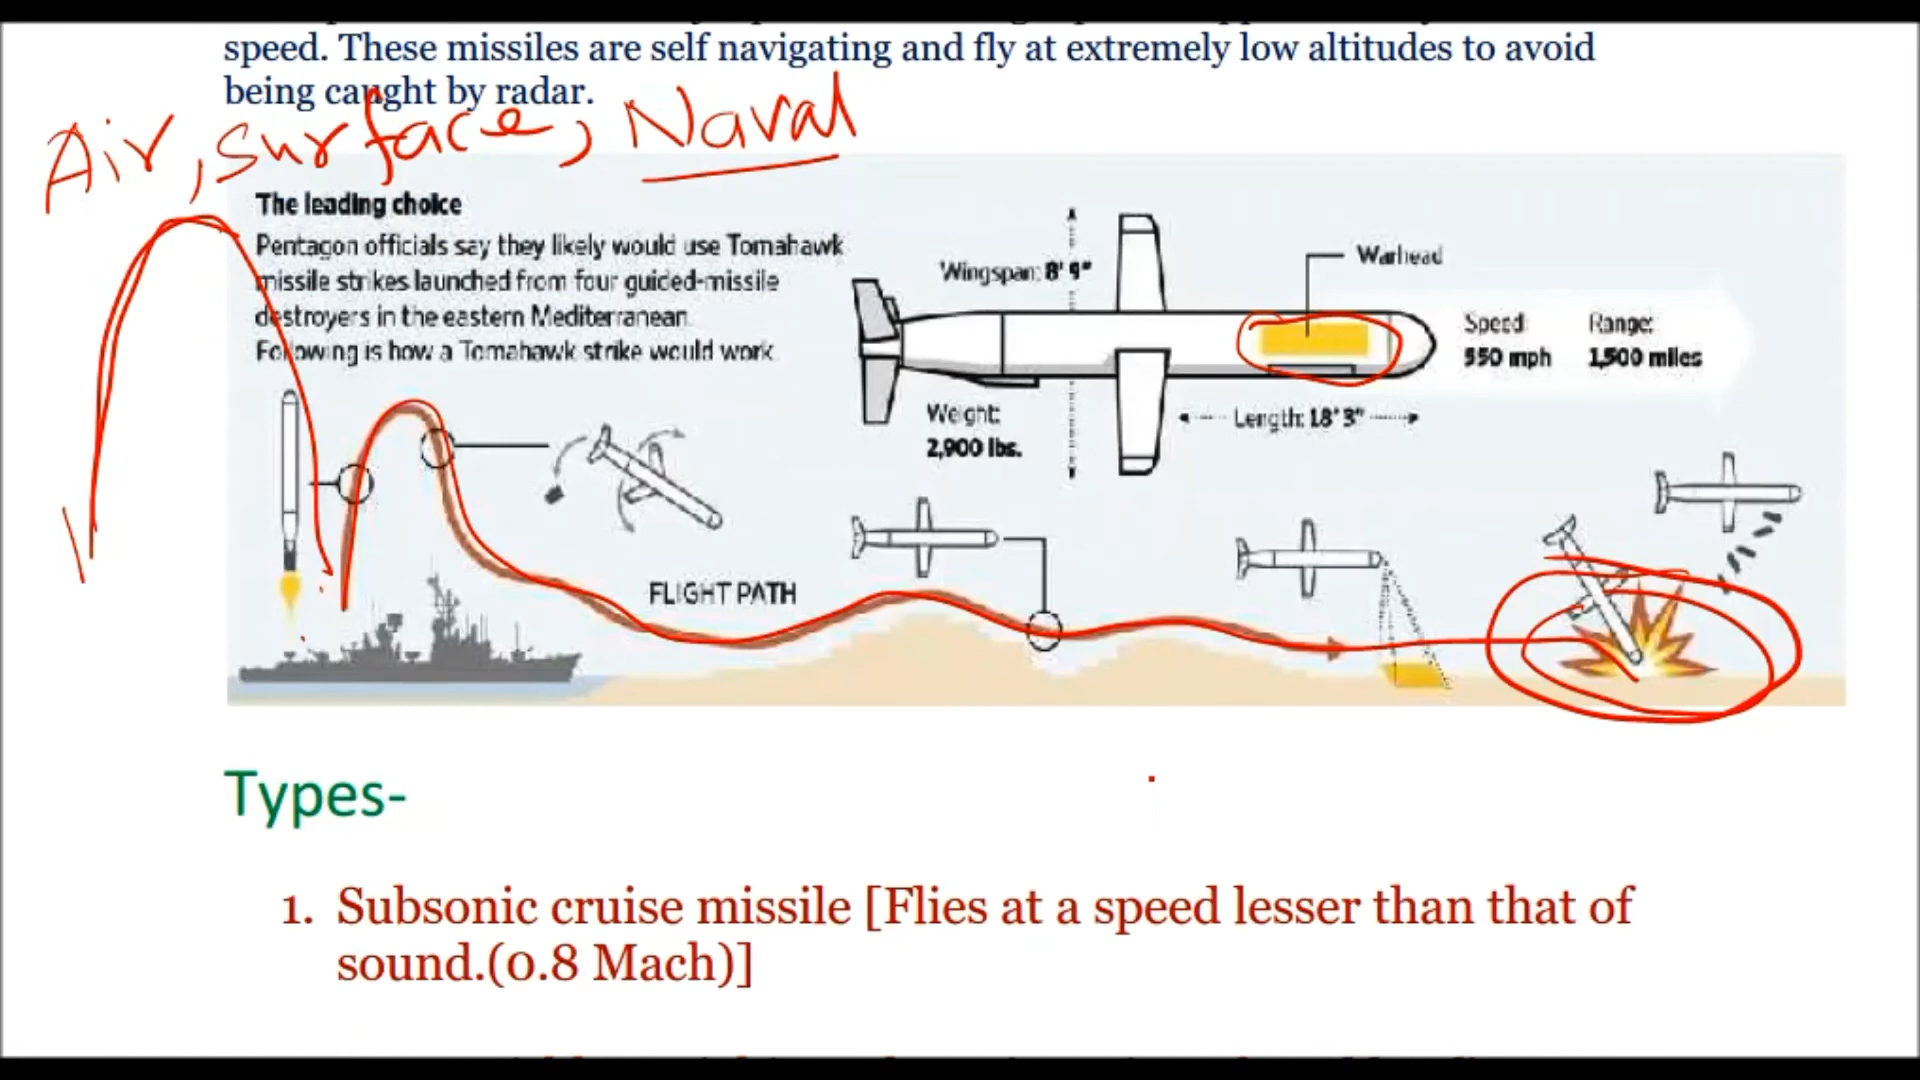 speed. These missiles are self navigating and fly at extremely low altitudes to avoid
being caught by radar.
Air, surface, Naval
The leading choice
Pentagon officials say they likely would use Tomahawk
missile strikes launched from four guided-missile
destroyers in the eastern Mediterranean.
Following is how a Tomahawk strike would work
Wingspan: 8' 9"
Warhead
Speed: 550 mph
Range: 1,500 miles
Weight: 2,900 lbs.
Length: 18' 3"
FLIGHT PATH
Types-
1. Subsonic cruise missile [Flies at a speed lesser than that of
sound.(0.8 Mach)]